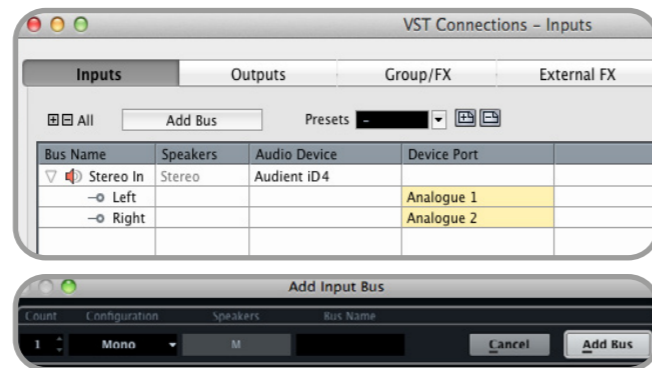 VST Connections – Inputs
Inputs Outputs Group/FX External FX
All Add Bus Presets –
Bus Name Speakers Audio Device Device Port
Stereo In Stereo Audient iD4
Left Analogue 1
Right Analogue 2
Add Input Bus
Count Configuration Speakers Bus Name
1 Mono M Cancel Add Bus